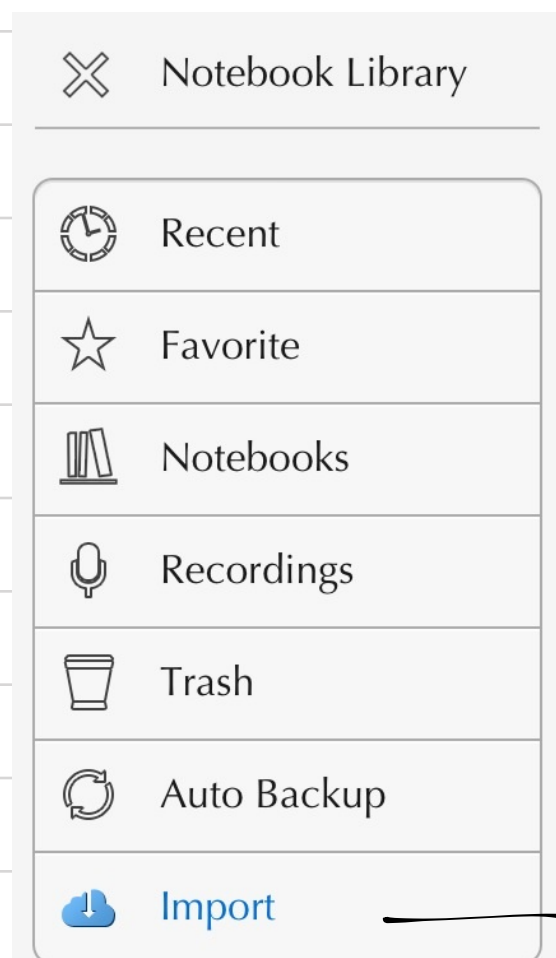 Notebook Library
Recent
Favorite
Notebooks
Recordings
Trash
Auto Backup
Import